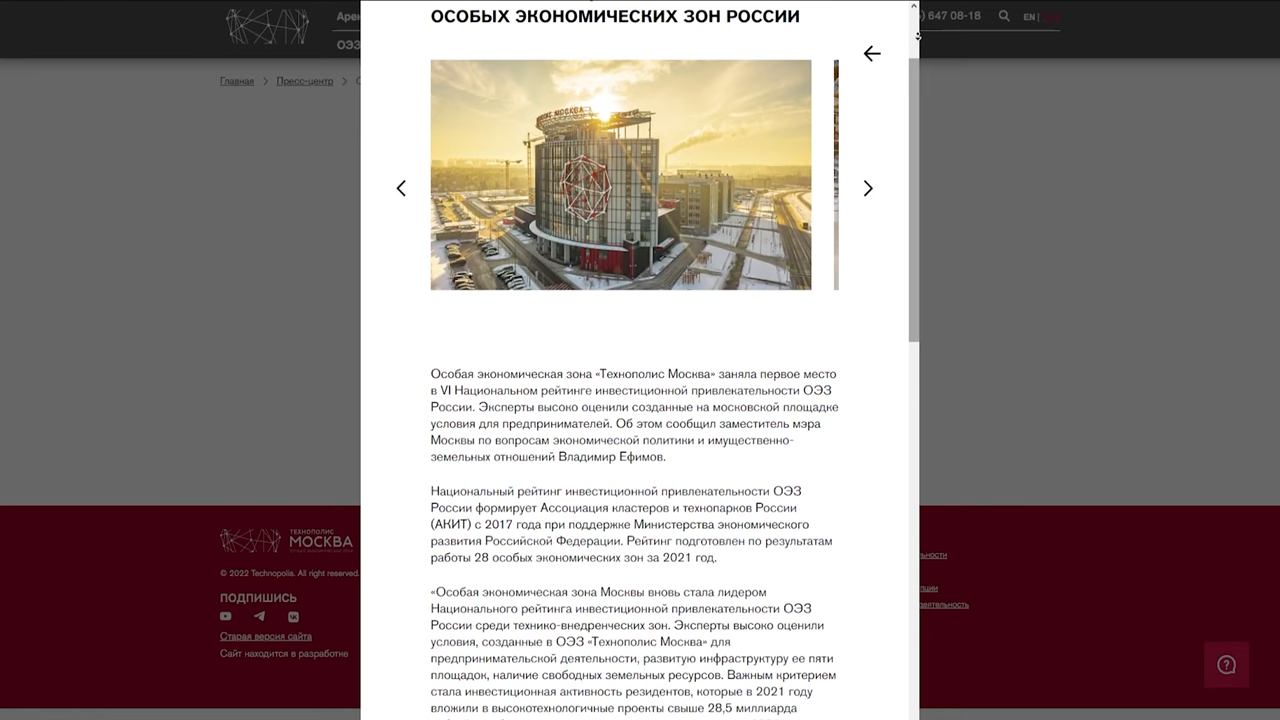 ОСОБЫХ ЭКОНОМИЧЕСКИХ ЗОН РОССИИ
647 08-18
EN |
ОЭЗ
Главная > Пресс-центр >
МОСКВА
Особая экономическая зона «Технополис Москва» заняла первое место
в VI Национальном рейтинге инвестиционной привлекательности ОЭЗ
России. Эксперты высоко оценили созданные на московской площадке
условия для предпринимателей. Об этом сообщил заместитель мэра
Москвы по вопросам экономической политики и имущественно-
земельных отношений Владимир Ефимов.
Национальный рейтинг инвестиционной привлекательности ОЭЗ
России формирует Ассоциация кластеров и технопарков России
(АКИТ) с 2017 года при поддержке Министерства экономического
развития Российской Федерации. Рейтинг подготовлен по результатам
работы 28 особых экономических зон за 2021 год.
«Особая экономическая зона Москвы вновь стала лидером
Национального рейтинга инвестиционной привлекательности ОЭЗ
России среди технико-внедренческих зон. Эксперты высоко оценили
условия, созданные в ОЭЗ «Технополис Москва» для
предпринимательской деятельности, развитую инфраструктуру ее пяти
площадок, наличие свободных земельных ресурсов. Важным критерием
стала инвестиционная активность резидентов, которые в 2021 году
вложили в высокотехнологичные проекты свыше 28,5 миллиарда
ТЕХНОПОЛИС
МОСКВА
© 2022 Technopolis. All right reserved.
ПОДПИШИСЬ
Старая версия сайта
Сайт находится в разработке